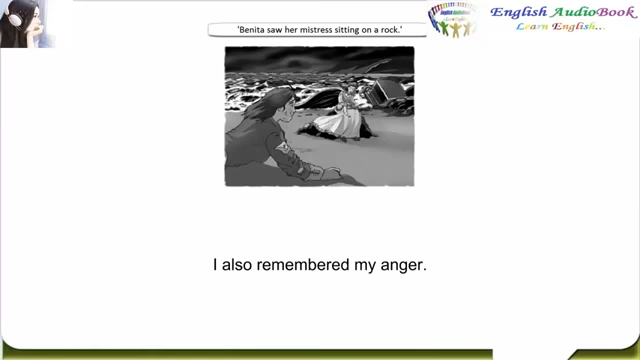 'Benita saw her mistress sitting on a rock.'
English AudioBook
Learn English...
I also remembered my anger.